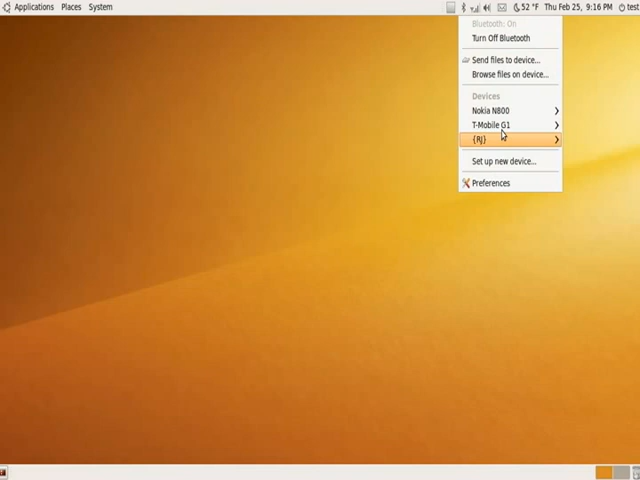 Applications Places System 52 °F Thu Feb 25, 9:16 PM test
Bluetooth: On
Turn Off Bluetooth
Send files to device...
Browse files on device...
Devices
Nokia N800
T-Mobile G1
{RJ}
Set up new device...
Preferences